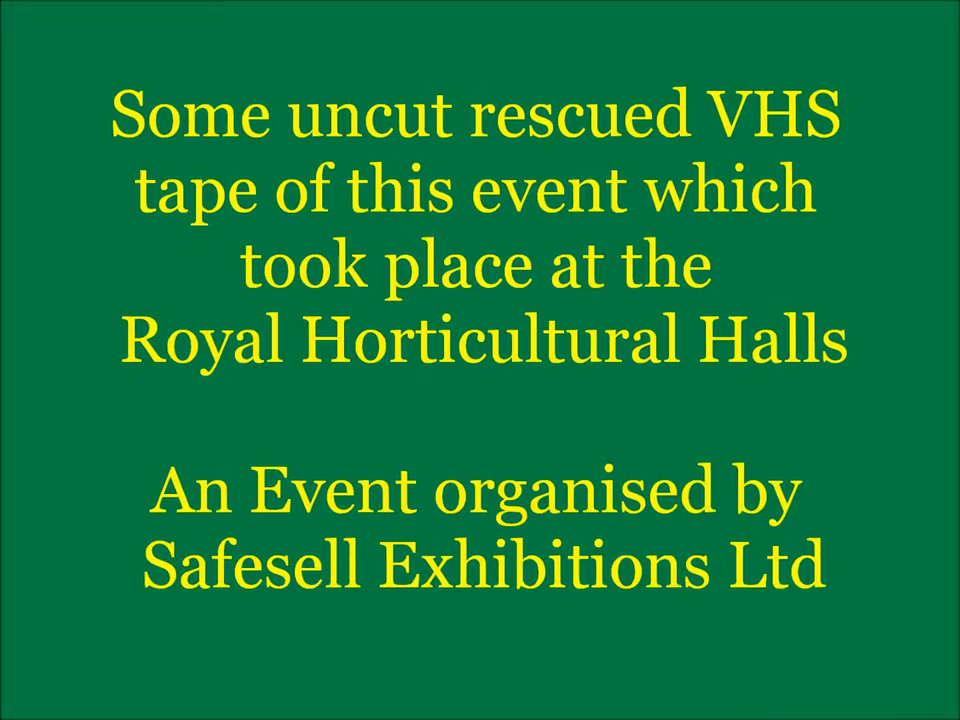 Some uncut rescued VHS
tape of this event which
took place at the
Royal Horticultural Halls
An Event organised by
Safesell Exhibitions Ltd